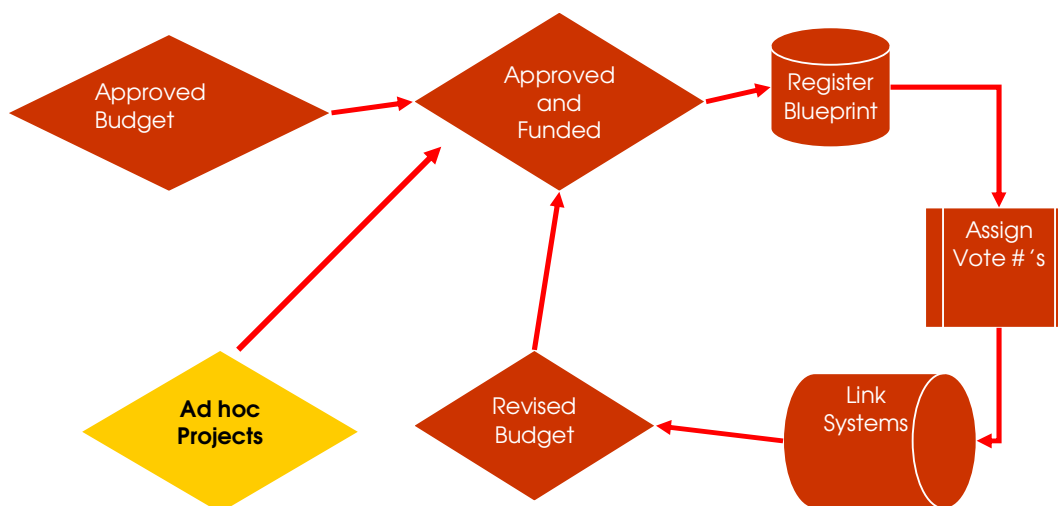 Approved
Budget
Approved
and
Funded
Register
Blueprint
Assign
Vote #´s
Link
Systems
Revised
Budget
Ad hoc
Projects